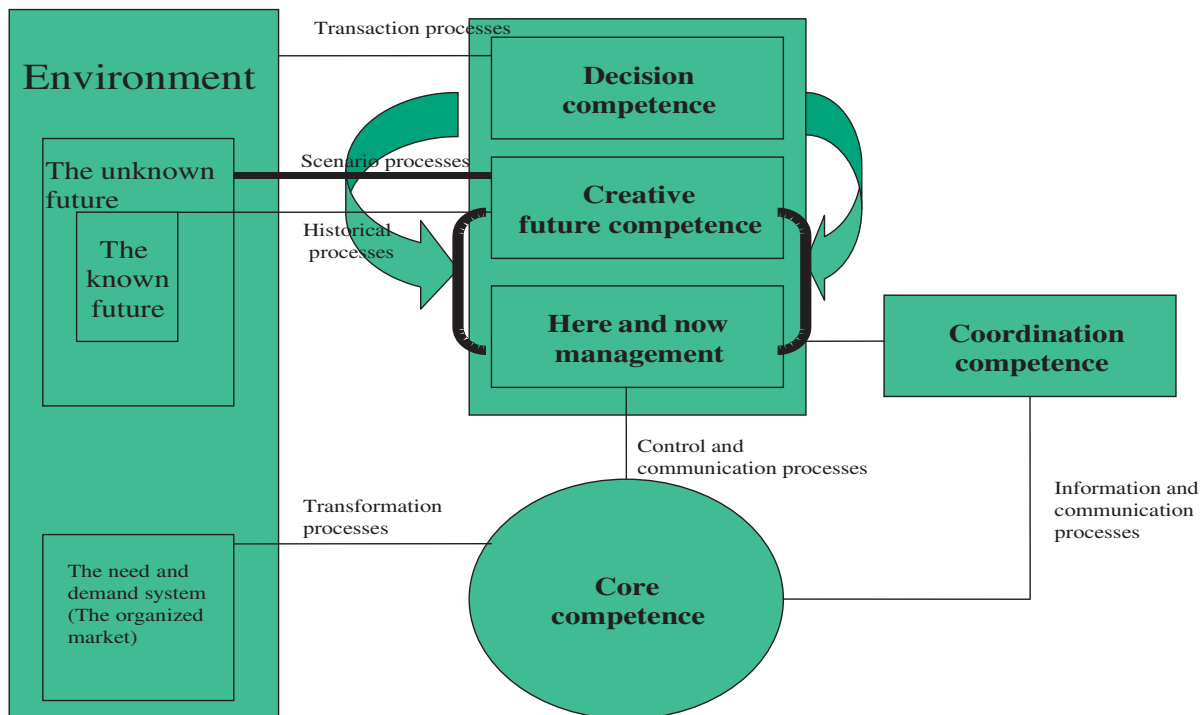 Transaction processes
Environment
Decision
competence
The unknown
future
Scenario processes
Creative
future competence
The
known
future
Historical
processes
Here and now
management
Coordination
competence
Control and
communication processes
Information and
communication
processes
Transformation
processes
The need and
demand system
(The organized
market)
Core
competence